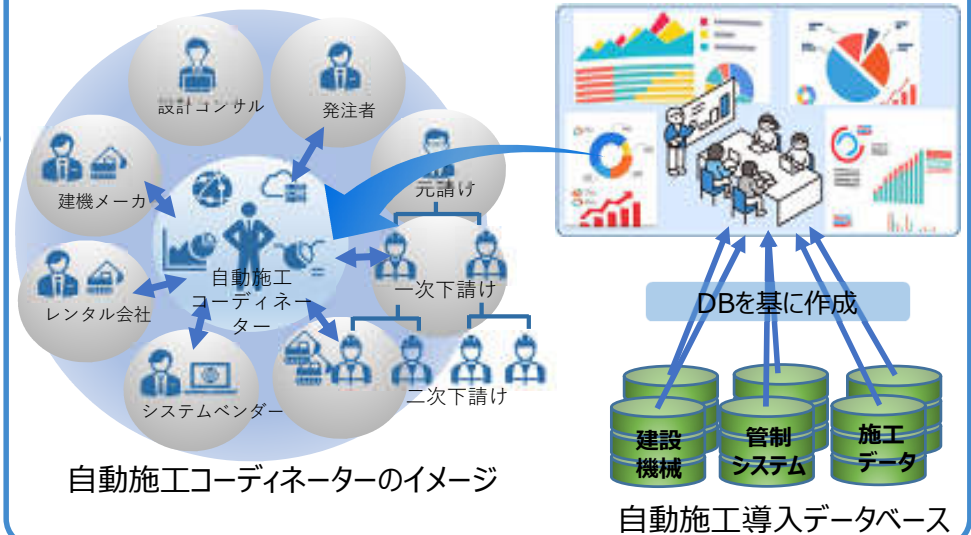 設計コンサル
発注者
建機メーカ
元請け
レンタル会社
自動施工
コーディネー
ター
一次下請け
システムベンダー
二次下請け
自動施工コーディネーターのイメージ
DBを基に作成
建設
機械
管制
システム
施工
データ
自動施工導入データベース